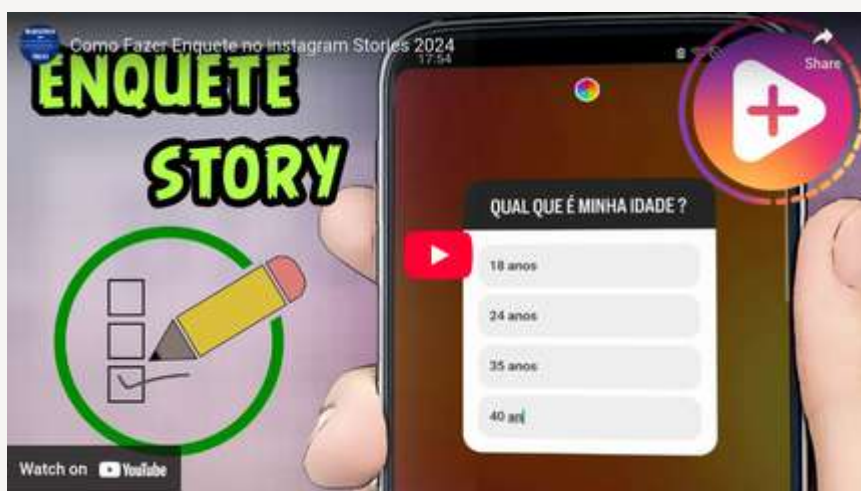 Como Fazer Enquete no instagram Stories 2024
Share
ENQUETE
STORY
17:54
QUAL QUE É MINHA IDADE ?
18 anos
24 anos
35 anos
40 an
Watch on YouTube